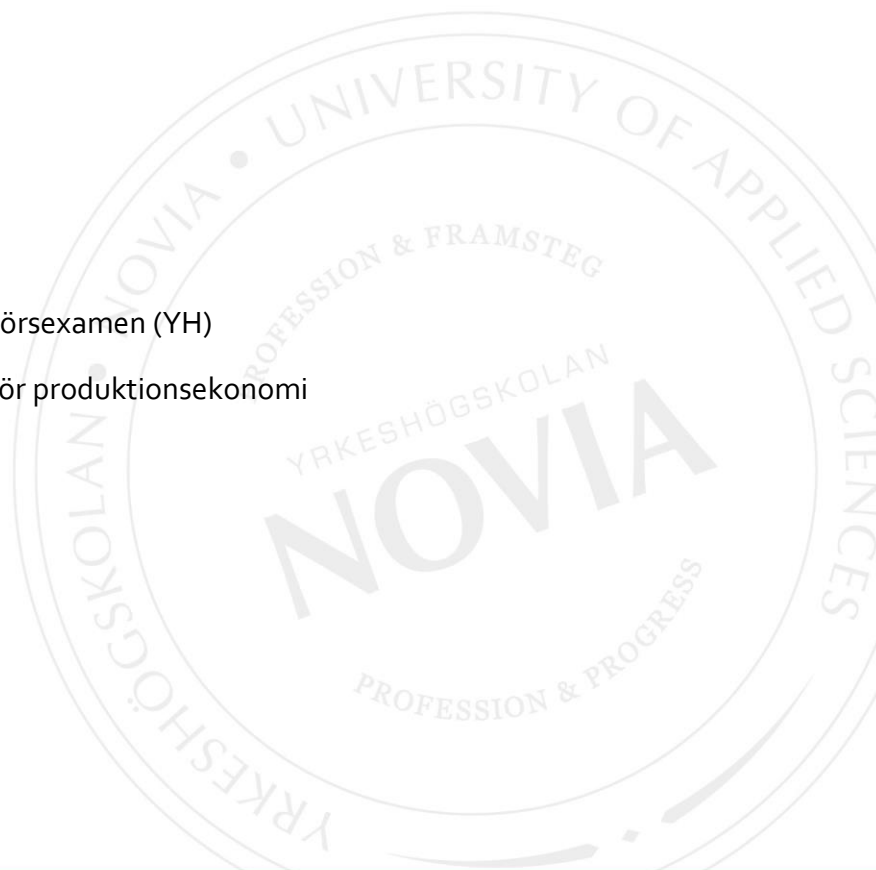 UNIVERSITY OF APPLIED SCIENCES
YRKESHÖGSKOLAN • NOVIA •
PROFESSION & FRAMSTEG
örsexamen (YH)
ör produktionsekonomi
YRKESHÖGSKOLAN
NOVIA
PROFESSION & PROGRESS